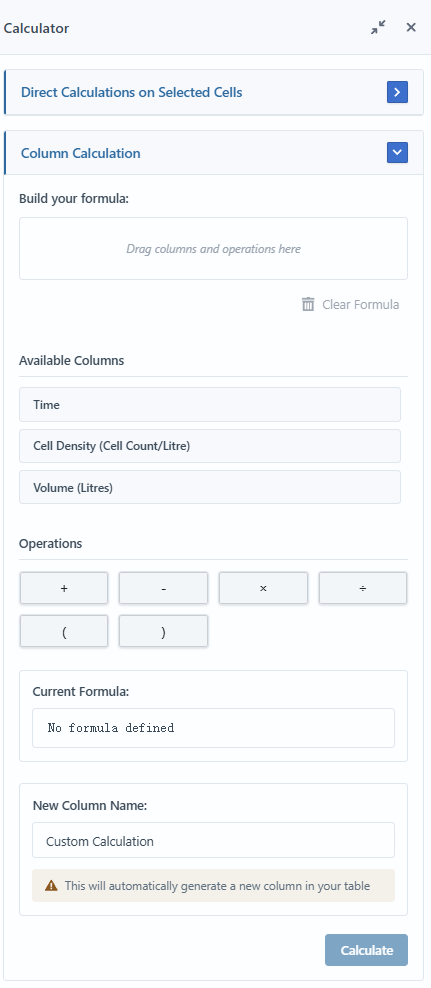 Calculator
Direct Calculations on Selected Cells
Column Calculation
Build your formula:
Drag columns and operations here
Clear Formula
Available Columns
Time
Cell Density (Cell Count/Litre)
Volume (Litres)
Operations
+ - × ÷
( )
Current Formula:
No formula defined
New Column Name:
Custom Calculation
This will automatically generate a new column in your table
Calculate